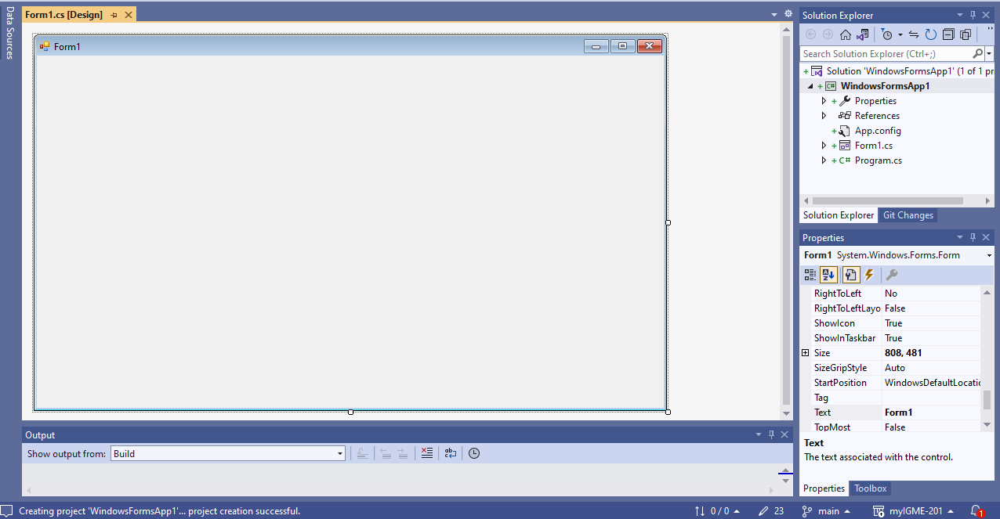 Data Sources
Form1.cs [Design]
Form1
Output
Show output from: Build
Solution Explorer
Search Solution Explorer (Ctrl+;)
Solution 'WindowsFormsApp1' (1 of 1 pr
C# WindowsFormsApp1
Properties
References
App.config
Form1.cs
C# Program.cs
Solution Explorer Git Changes
Properties
Form1 System.Windows.Forms.Form
RightToLeft No
RightToLeftLayo False
ShowIcon True
ShowInTaskbar True
Size 808, 481
SizeGripStyle Auto
StartPosition WindowsDefaultLocatio
Tag
Text Form1
TopMost False
Text
The text associated with the control.
Properties Toolbox
Creating project 'WindowsFormsApp1'... project creation successful. 0 / 0 23 main myIGME-201 1